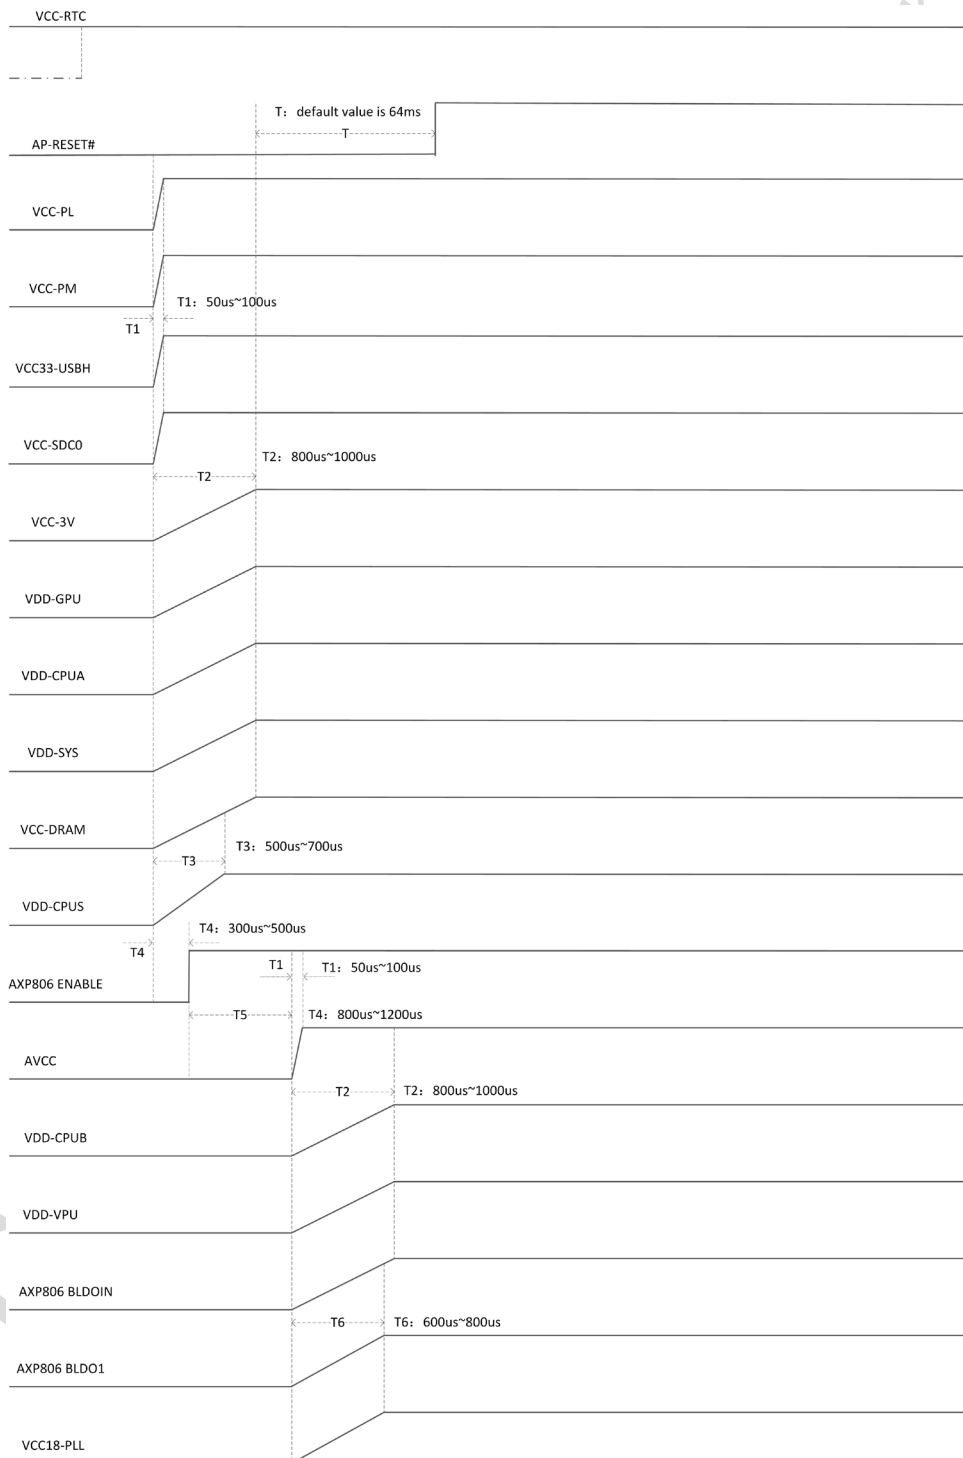 VCC-RTC
T: default value is 64ms
T
AP-RESET#
VCC-PL
VCC-PM
T1: 50us~100us
T1
VCC33-USBH
VCC-SDC0
T2: 800us~1000us
T2
VCC-3V
VDD-GPU
VDD-CPUA
VDD-SYS
VCC-DRAM
T3: 500us~700us
T3
VDD-CPUS
T4: 300us~500us
T4
T1
T1: 50us~100us
AXP806 ENABLE
T5
T4: 800us~1200us
AVCC
T2
T2: 800us~1000us
VDD-CPUB
VDD-VPU
AXP806 BLDOIN
T6
T6: 600us~800us
AXP806 BLDO1
VCC18-PLL